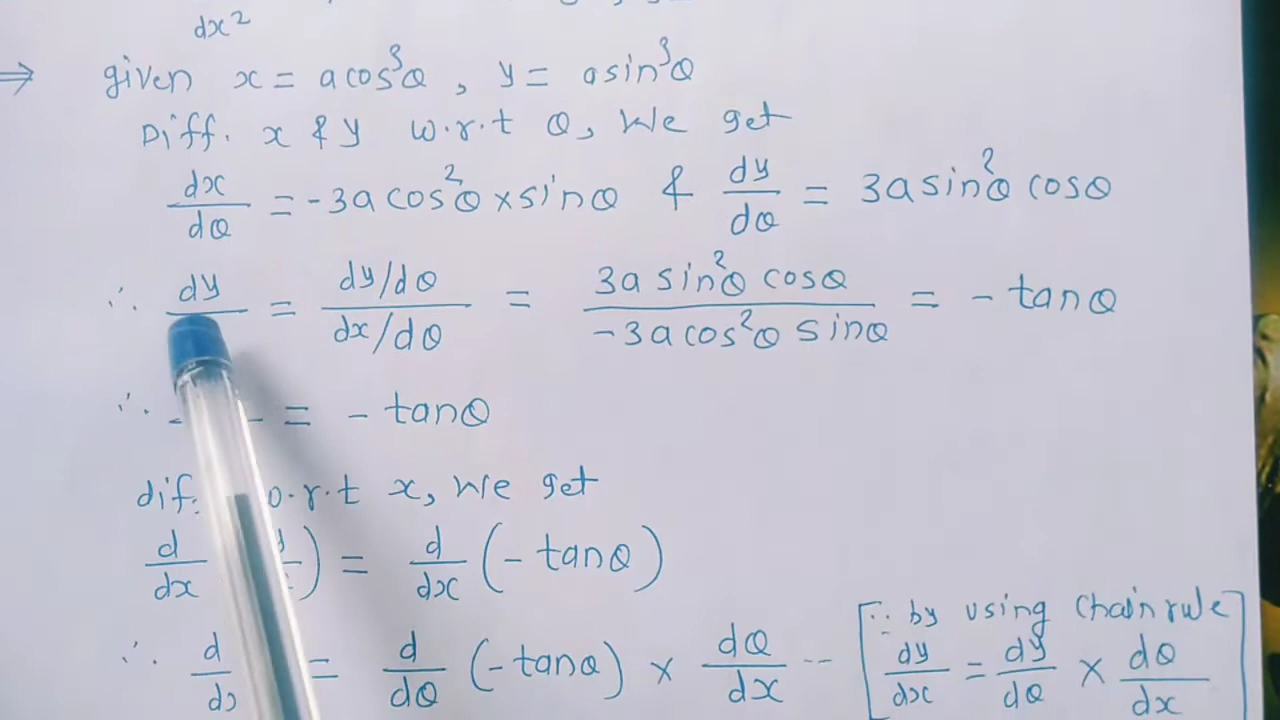 dx²
⇒ given x = acos³θ , y = asin³θ
Diff. x & y w.r.t θ, We get
dx/dθ = -3a cos²θ × sinθ & dy/dθ = 3a sin²θ cosθ
∴ dy = (dy/dθ)/(dx/dθ) = (3a sin²θ cosθ)/(-3a cos²θ sinθ) = - tanθ
∴ = - tanθ
dif. w.r.t x, We get
d/dx ) = d/dx (- tanθ)
[∵ by using Chain rule
∴ d/dx = d/dθ (- tanθ) × dθ/dx -- dy/dx = dy/dθ × dθ/dx]